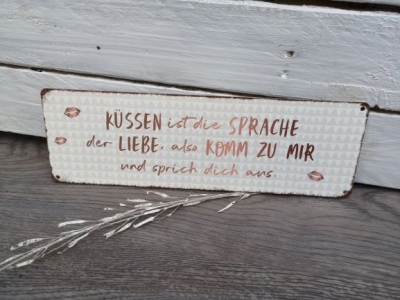 KÜSSEN ist die SPRACHE
der LIEBE, also KOMM ZU MIR
und sprich dich aus.